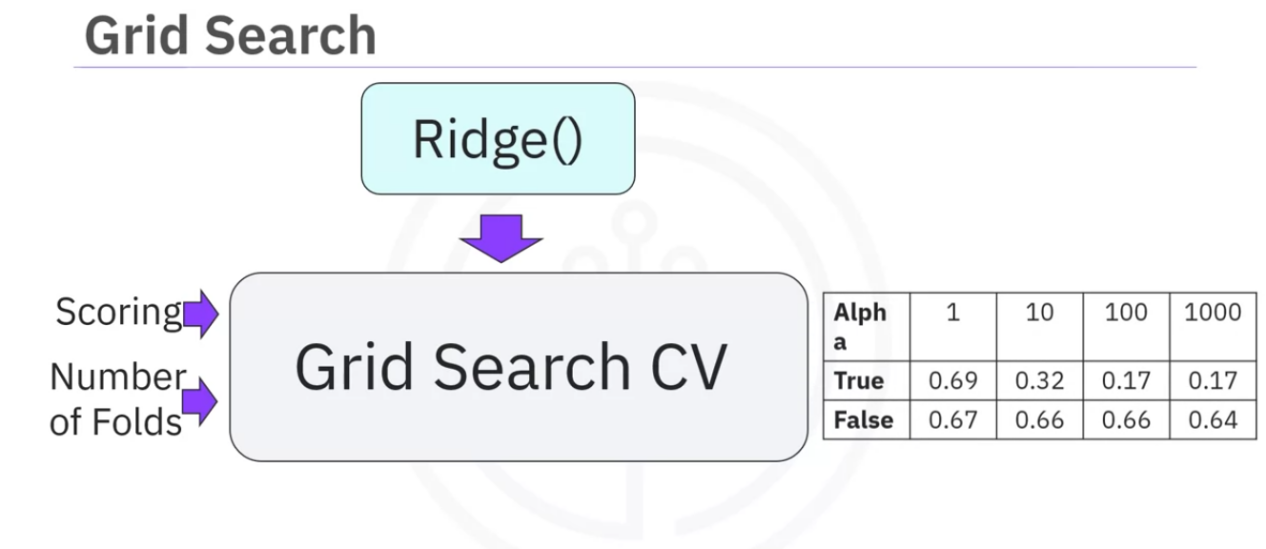 Grid Search
Ridge()
Scoring
Number
of Folds
Grid Search CV
Alph
a 1 10 100 1000
True 0.69 0.32 0.17 0.17
False 0.67 0.66 0.66 0.64